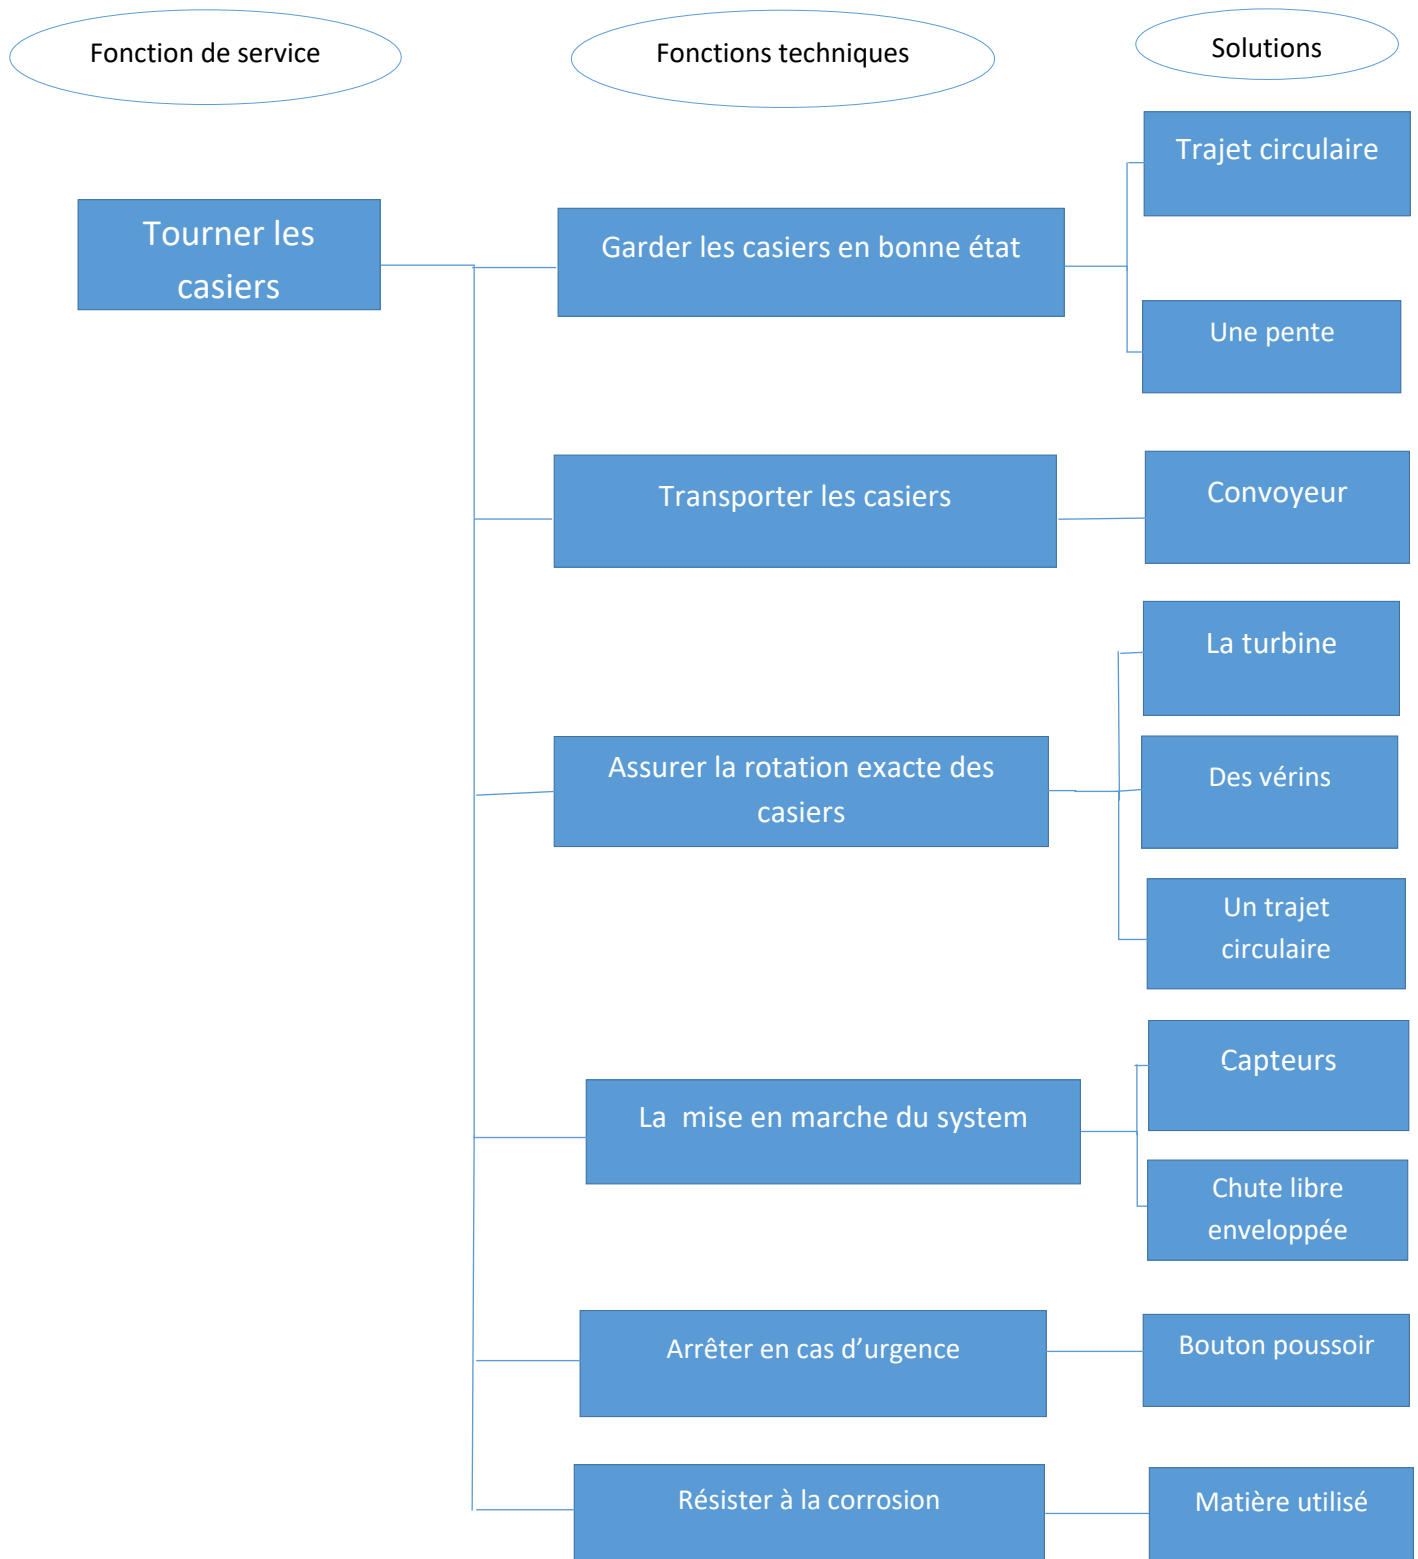 Fonction de service
Fonctions techniques
Solutions
Tourner les
casiers
Garder les casiers en bonne état
Trajet circulaire
Une pente
Transporter les casiers
Convoyeur
Assurer la rotation exacte des
casiers
La turbine
Des vérins
Un trajet
circulaire
La  mise en marche du system
Capteurs
Chute libre
enveloppée
Arrêter en cas d’urgence
Bouton poussoir
Résister à la corrosion
Matière utilisé